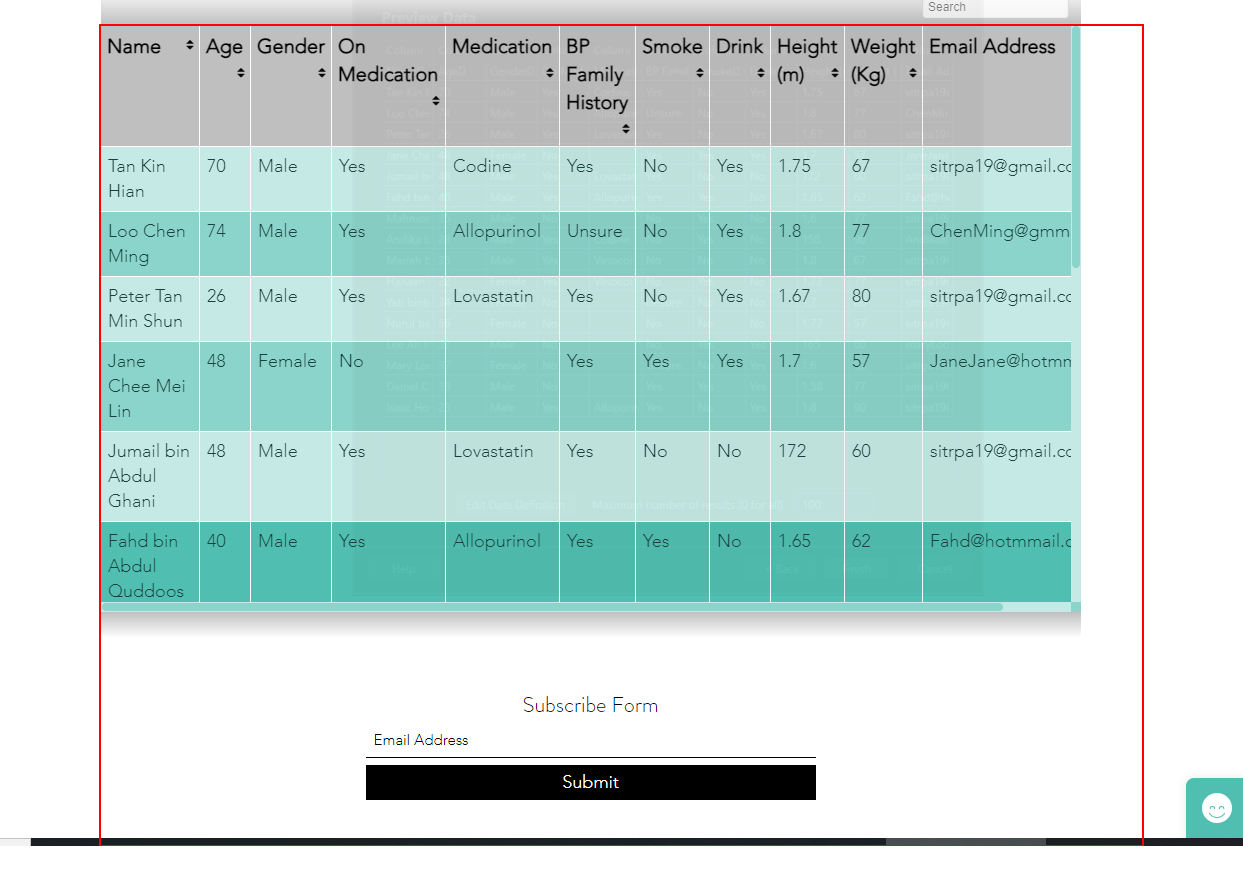 Preview Data
Search
Name Age Gender On Medication Medication BP Family History Smoke Drink Height (m) Weight (Kg) Email Address
Tan Kin Hian 70 Male Yes Codine Yes No Yes 1.75 67 sitrpa19@gmail.cc
Loo Chen Ming 74 Male Yes Allopurinol Unsure No Yes 1.8 77 ChenMing@gmm
Peter Tan Min Shun 26 Male Yes Lovastatin Yes No Yes 1.67 80 sitrpa19@gmail.cc
Jane Chee Mei Lin 48 Female No Yes Yes Yes 1.7 57 JaneJane@hotmm
Jumail bin Abdul Ghani 48 Male Yes Lovastatin Yes No No 172 60 sitrpa19@gmail.cc
Fahd bin Abdul Quddoos 40 Male Yes Allopurinol Yes Yes No 1.65 62 Fahd@hotmmail.c
Subscribe Form
Email Address
Submit